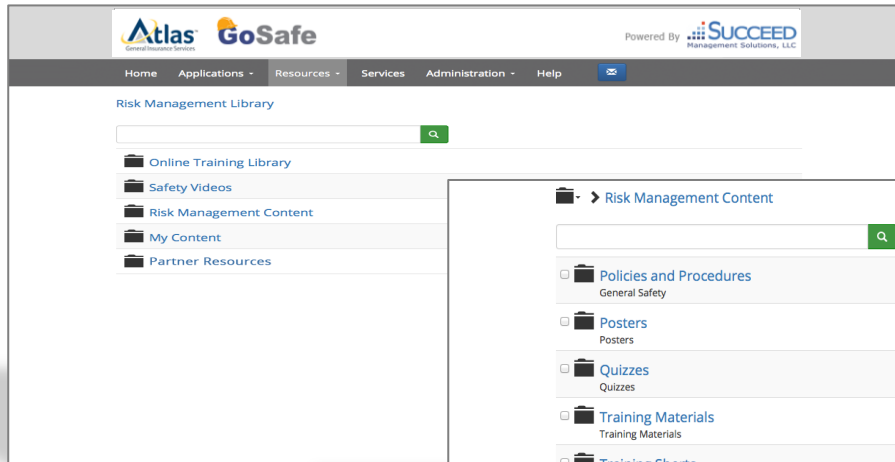 Atlas GoSafe
General Insurance Services
Powered By SUCCEED
Management Solutions, LLC
Home Applications Resources Services Administration Help
Risk Management Library
Online Training Library
Safety Videos
Risk Management Content
My Content
Partner Resources
Risk Management Content
Policies and Procedures
General Safety
Posters
Posters
Quizzes
Quizzes
Training Materials
Training Materials
Training Shorts